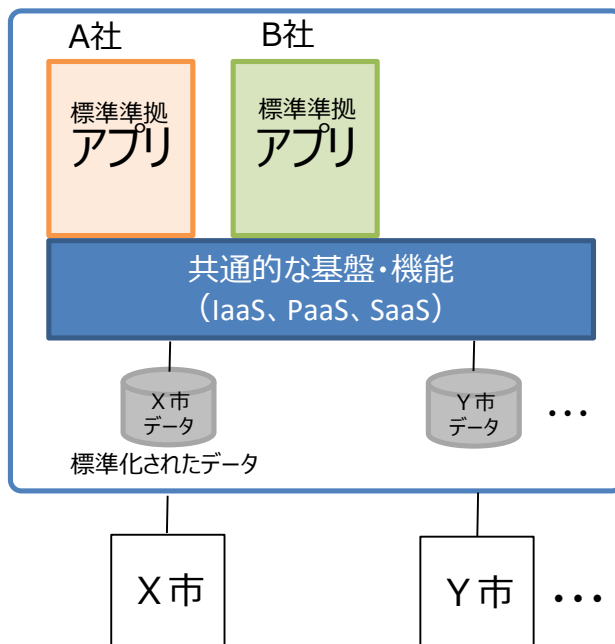 A社
B社
標準準拠
アプリ
標準準拠
アプリ
共通的な基盤・機能
（IaaS、PaaS、SaaS）
X市
データ
Y市
データ
…
標準化されたデータ
X市
Y市
…